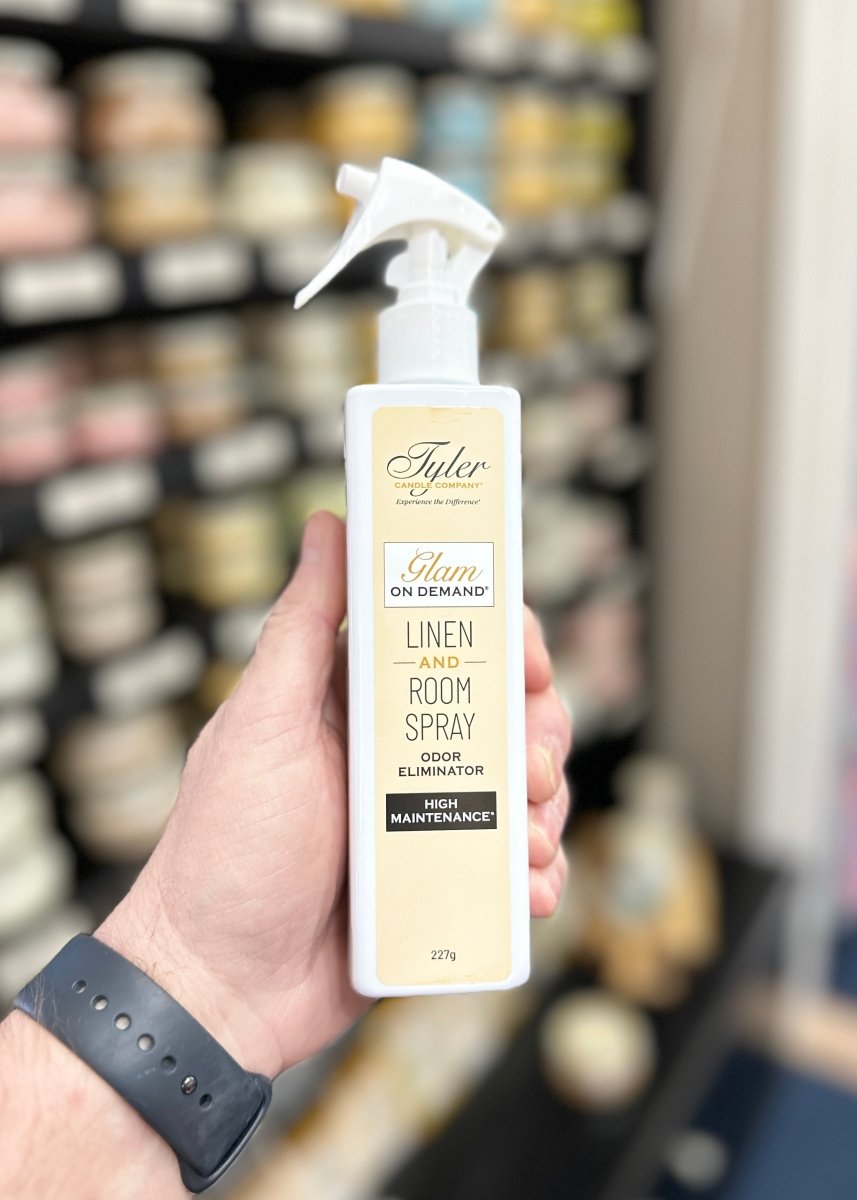 Tyler
CANDLE COMPANY®
Experience the Difference®
Glam
ON DEMAND®
LINEN
AND
ROOM
SPRAY
ODOR
ELIMINATOR
HIGH
MAINTENANCE®
227g